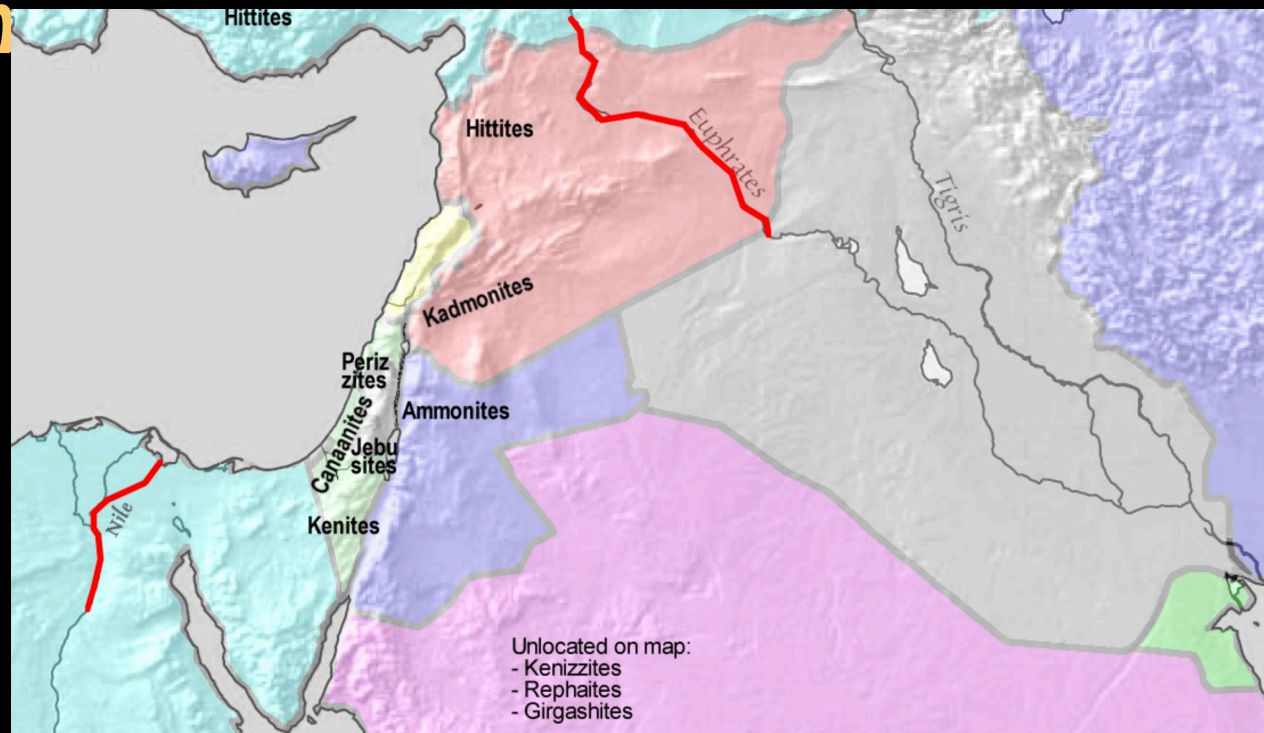 Hittites
Hittites
Euphrates
Tigris
Kadmonites
Periz
zites
Canaanites
Ammonites
Jebu
sites
Kenites
Nile
Unlocated on map:
- Kenizzites
- Rephaites
- Girgashites